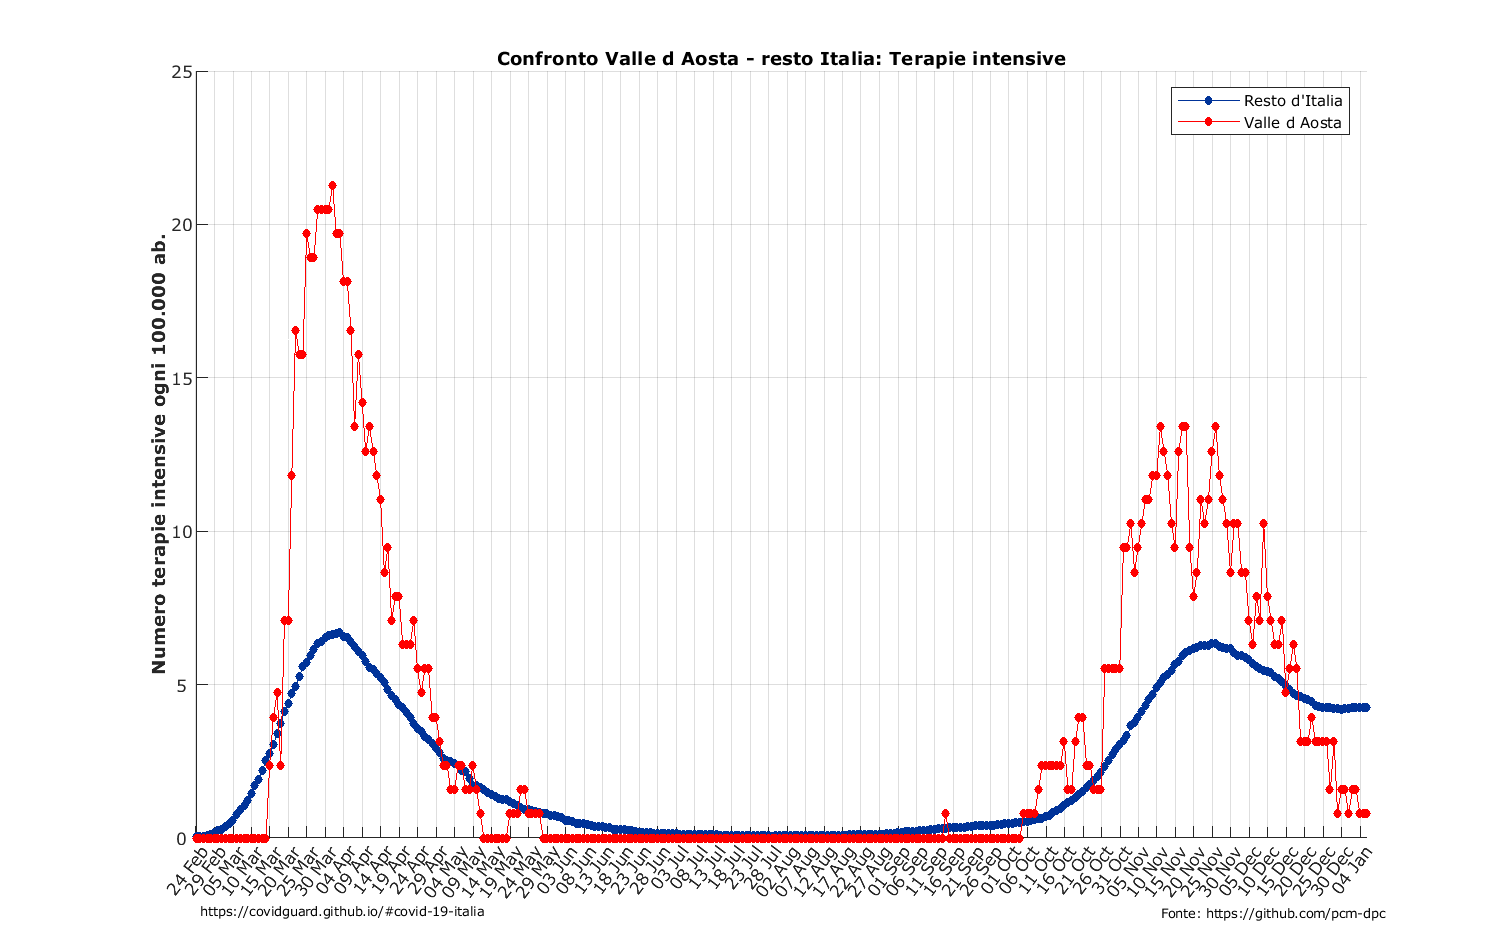 Confronto Valle d Aosta - resto Italia: Terapie intensive
Resto d'Italia
Valle d Aosta
Numero terapie intensive ogni 100.000 ab.
25
20
15
10
5
0
24 Feb
29 Feb
05 Mar
10 Mar
15 Mar
20 Mar
25 Mar
30 Mar
04 Apr
09 Apr
14 Apr
19 Apr
24 Apr
29 Apr
04 May
09 May
14 May
19 May
24 May
29 May
03 Jun
08 Jun
13 Jun
18 Jun
23 Jun
28 Jun
03 Jul
08 Jul
13 Jul
18 Jul
23 Jul
28 Jul
02 Aug
07 Aug
12 Aug
17 Aug
22 Aug
27 Aug
01 Sep
06 Sep
11 Sep
16 Sep
21 Sep
26 Sep
01 Oct
06 Oct
11 Oct
16 Oct
21 Oct
26 Oct
31 Oct
05 Nov
10 Nov
15 Nov
20 Nov
25 Nov
30 Nov
05 Dec
10 Dec
15 Dec
20 Dec
25 Dec
30 Dec
04 Jan
https://covidguard.github.io/#covid-19-italia
Fonte: https://github.com/pcm-dpc